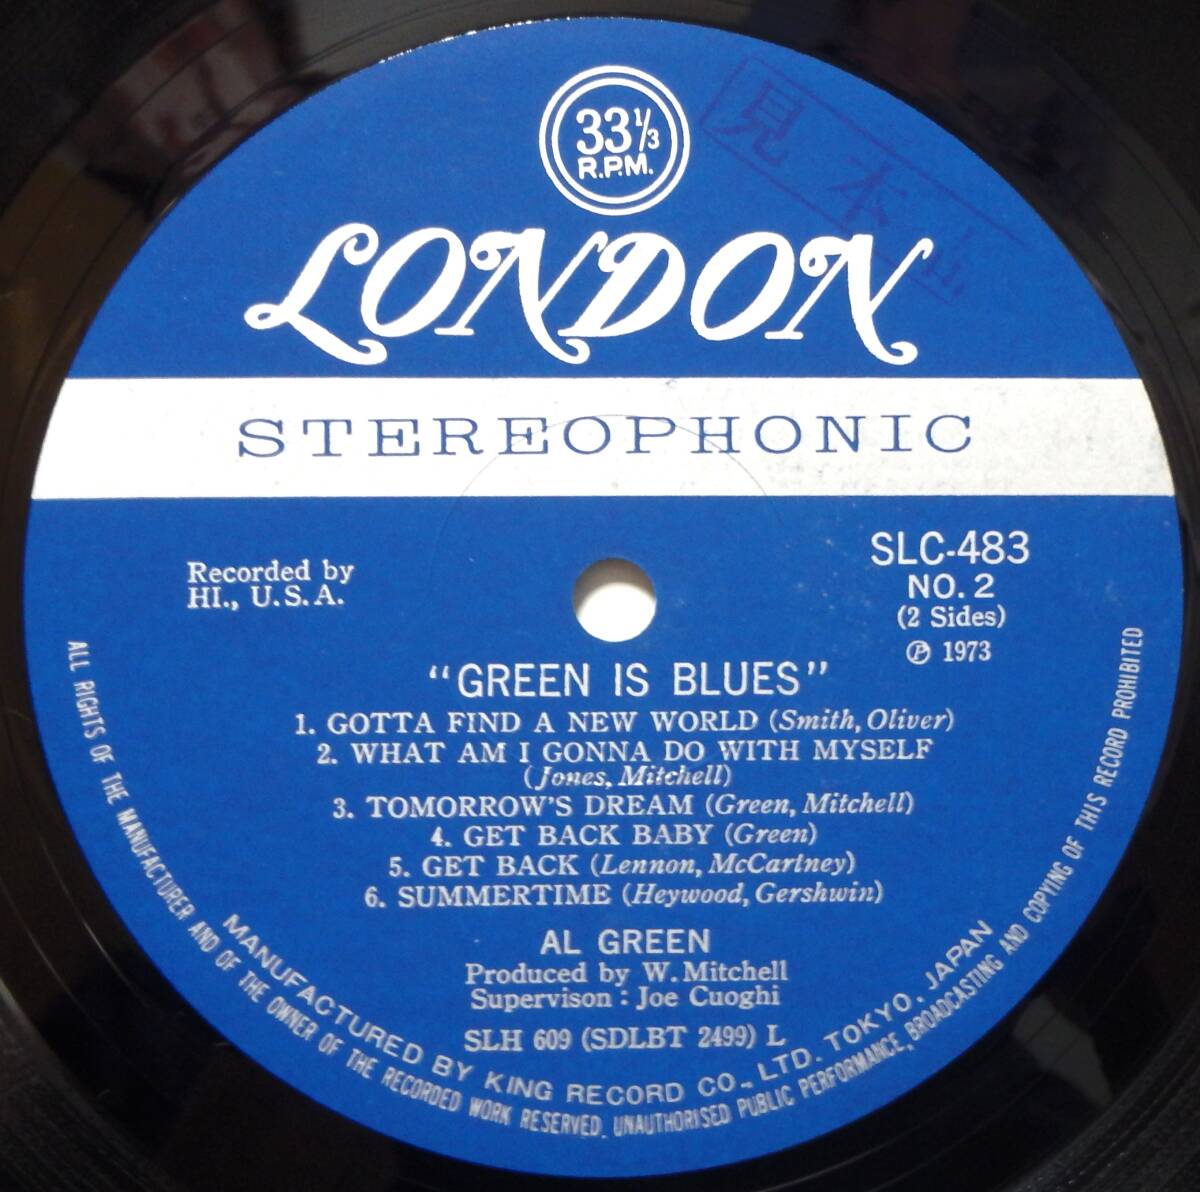 33 1/3
R.P.M.
見本
LONDON
STEREOPHONIC
Recorded by
HI., U.S.A.
SLC-483
NO. 2
(2 Sides)
Ⓟ 1973
"GREEN IS BLUES"
1. GOTTA FIND A NEW WORLD (Smith, Oliver)
2. WHAT AM I GONNA DO WITH MYSELF
(Jones, Mitchell)
3. TOMORROW'S DREAM (Green, Mitchell)
4. GET BACK BABY (Green)
5. GET BACK (Lennon, McCartney)
6. SUMMERTIME (Heywood, Gershwin)
AL GREEN
Produced by W. Mitchell
Supervison : Joe Cuoghi
SLH 609 (SDLBT 2499) L
MANUFACTURED BY KING RECORD CO., LTD. TOKYO, JAPAN
ALL RIGHTS OF THE MANUFACTURER AND OF THE OWNER OF THE RECORDED WORK RESERVED. UNAUTHORISED PUBLIC PERFORMANCE, BROADCASTING AND COPYING OF THIS RECORD PROHIBITED